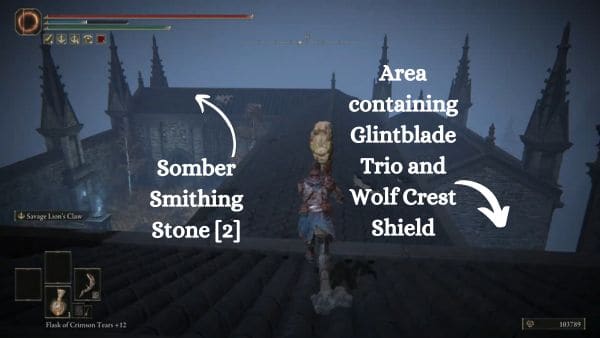 Area
containing
Glintblade
Trio and
Wolf Crest
Shield
Somber
Smithing
Stone [2]
Savage Lion's Claw
Flask of Crimson Tears +12
103789